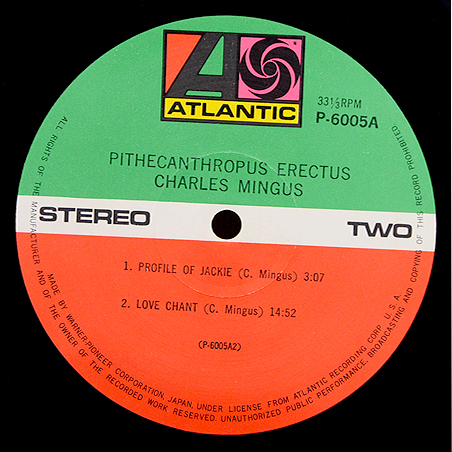 ATLANTIC
33⅓RPM
P-6005A
PITHECANTHROPUS ERECTUS
CHARLES MINGUS
STEREO
TWO
1. PROFILE OF JACKIE (C. Mingus) 3:07
2. LOVE CHANT (C. Mingus) 14:52
(P-6005A2)
ALL RIGHTS OF THE MANUFACTURER AND OF THE OWNER OF THE RECORDED WORK RESERVED. UNAUTHORIZED PUBLIC PERFORMANCE, BROADCASTING AND COPYING OF THIS RECORD PROHIBITED
MADE BY WARNER-PIONEER CORPORATION, JAPAN, UNDER LICENSE FROM ATLANTIC RECORDING CORP. U.S.A.